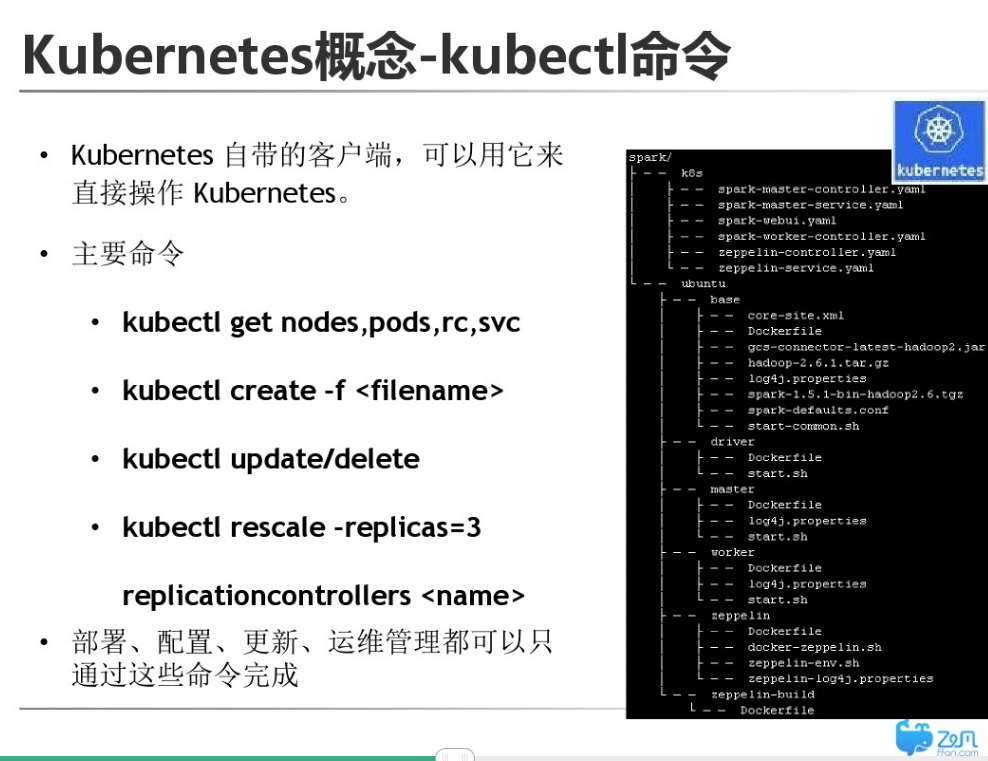 Kubernetes概念-kubectl命令
• Kubernetes 自带的客户端，可以用它来
直接操作 Kubernetes。
• 主要命令
• kubectl get nodes,pods,rc,svc
• kubectl create –f <filename>
• kubectl update/delete
• kubectl rescale –replicas=3
replicationcontrollers <name>
• 部署、配置、更新、运维管理都可以只
通过这些命令完成
kubernetes
spark/
├── k8s
├── spark-master-controller.yaml
├── spark-master-service.yaml
├── spark-webui.yaml
├── spark-worker-controller.yaml
├── zeppelin-controller.yaml
└── zeppelin-service.yaml
└── ubuntu
├── base
├── core-site.xml
├── Dockerfile
├── gcs-connector-latest-hadoop2.jar
├── hadoop-2.6.1.tar.gz
├── log4j.properties
├── spark-1.5.1-bin-hadoop2.6.tgz
├── spark-defaults.conf
└── start-common.sh
├── driver
├── Dockerfile
└── start.sh
├── master
├── Dockerfile
├── log4j.properties
└── start.sh
├── worker
├── Dockerfile
├── log4j.properties
└── start.sh
├── zeppelin
├── Dockerfile
├── docker-zeppelin.sh
├── zeppelin-env.sh
└── zeppelin-log4j.properties
└── zeppelin-build
└── Dockerfile
ffan.com